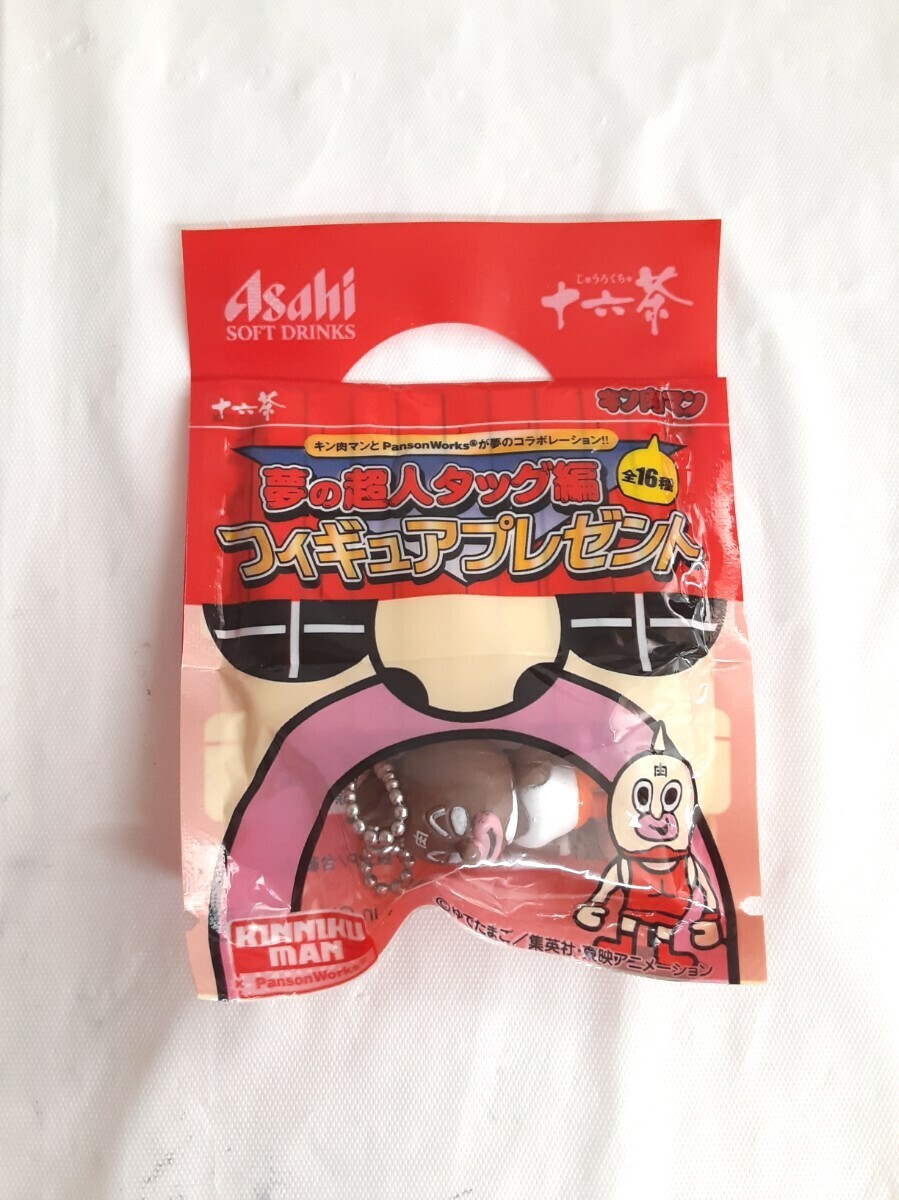 Asahi
SOFT DRINKS
じゅうろくちゃ
十六茶
十六茶
キン肉マン
キン肉マンとPansonWorks®が夢のコラボレーション!!
夢の超人タッグ編
全16種
フィギュアプレゼント
肉
肉
KINNIKU
MAN
× PansonWorks®
©ゆでたまご/集英社・東映アニメーション